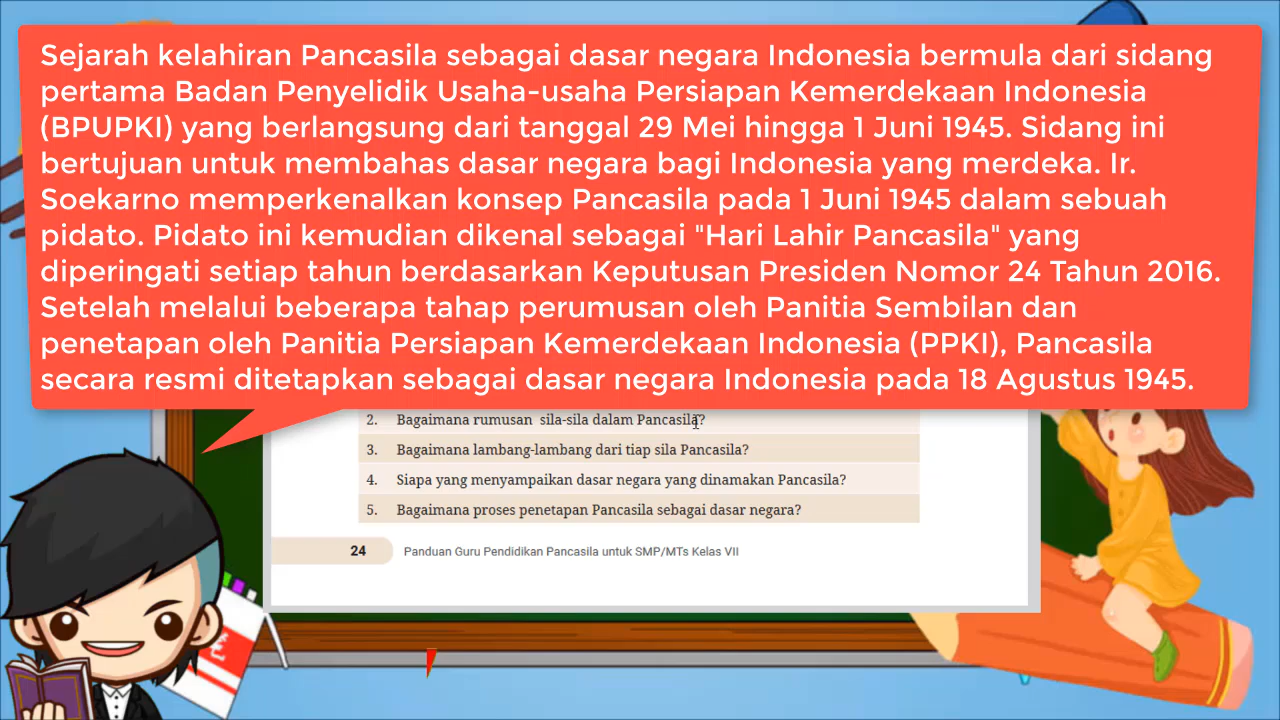 Sejarah kelahiran Pancasila sebagai dasar negara Indonesia bermula dari sidang
pertama Badan Penyelidik Usaha-usaha Persiapan Kemerdekaan Indonesia
(BPUPKI) yang berlangsung dari tanggal 29 Mei hingga 1 Juni 1945. Sidang ini
bertujuan untuk membahas dasar negara bagi Indonesia yang merdeka. Ir.
Soekarno memperkenalkan konsep Pancasila pada 1 Juni 1945 dalam sebuah
pidato. Pidato ini kemudian dikenal sebagai "Hari Lahir Pancasila" yang
diperingati setiap tahun berdasarkan Keputusan Presiden Nomor 24 Tahun 2016.
Setelah melalui beberapa tahap perumusan oleh Panitia Sembilan dan
penetapan oleh Panitia Persiapan Kemerdekaan Indonesia (PPKI), Pancasila
secara resmi ditetapkan sebagai dasar negara Indonesia pada 18 Agustus 1945.
2. Bagaimana rumusan sila-sila dalam Pancasila?
3. Bagaimana lambang-lambang dari tiap sila Pancasila?
4. Siapa yang menyampaikan dasar negara yang dinamakan Pancasila?
5. Bagaimana proses penetapan Pancasila sebagai dasar negara?
24 Panduan Guru Pendidikan Pancasila untuk SMP/MTs Kelas VII